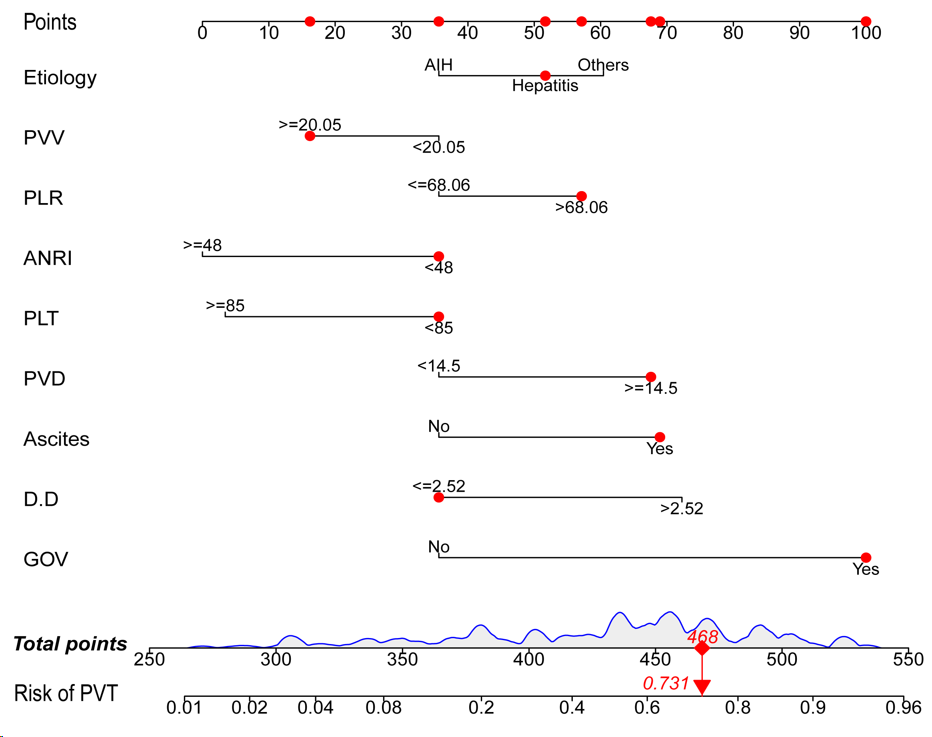 Points
0 10 20 30 40 50 60 70 80 90 100
Etiology
AIH Others
Hepatitis
PVV
>=20.05
<20.05
PLR
<=68.06
>68.06
ANRI
>=48
<48
PLT
>=85
<85
PVD
<14.5
>=14.5
Ascites
No
Yes
D.D
<=2.52
>2.52
GOV
No
Yes
Total points
468
250 300 350 400 450 500 550
0.731
Risk of PVT
0.01 0.02 0.04 0.08 0.2 0.4 0.6 0.8 0.9 0.96